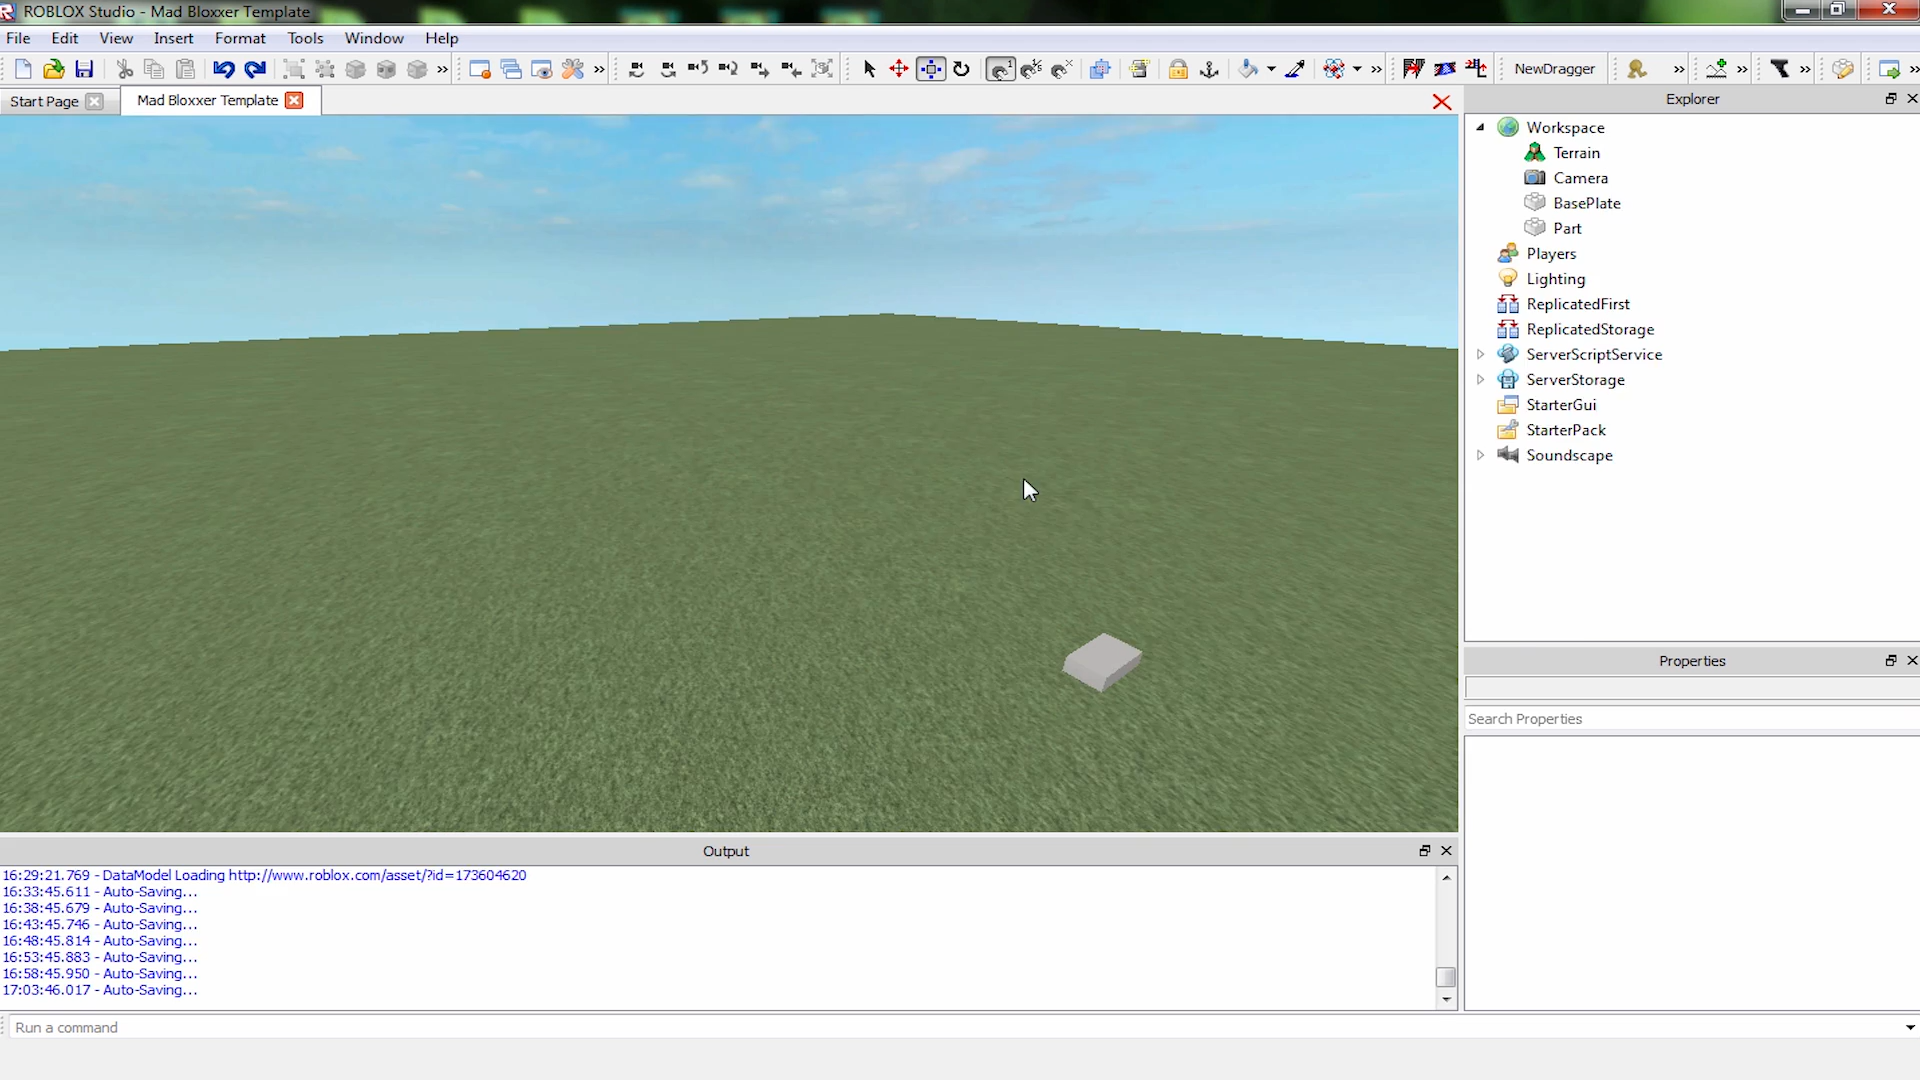 ROBLOX Studio - Mad Bloxxer Template
File Edit View Insert Format Tools Window Help
NewDragger
Start Page
Mad Bloxxer Template
Explorer
Workspace
Terrain
Camera
BasePlate
Part
Players
Lighting
ReplicatedFirst
ReplicatedStorage
ServerScriptService
ServerStorage
StarterGui
StarterPack
Soundscape
Properties
Search Properties
Output
16:29:21.769 - DataModel Loading http://www.roblox.com/asset/?id=173604620
16:33:45.611 - Auto-Saving...
16:38:45.679 - Auto-Saving...
16:43:45.746 - Auto-Saving...
16:48:45.814 - Auto-Saving...
16:53:45.883 - Auto-Saving...
16:58:45.950 - Auto-Saving...
17:03:46.017 - Auto-Saving...
Run a command